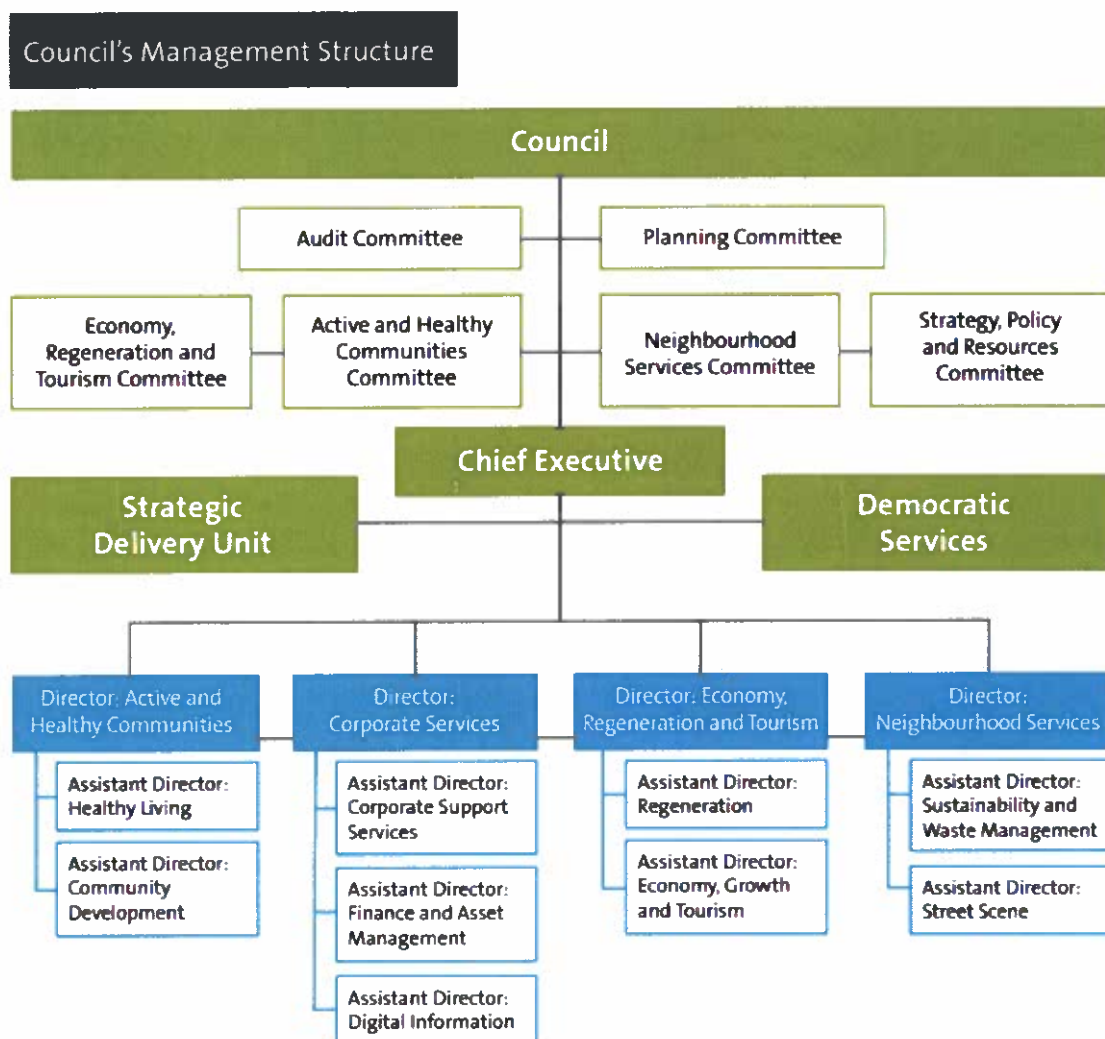 Council's Management Structure
Council
Audit Committee
Planning Committee
Economy,
Regeneration and
Tourism Committee
Active and Healthy
Communities
Committee
Neighbourhood
Services Committee
Strategy, Policy
and Resources
Committee
Chief Executive
Strategic
Delivery Unit
Democratic
Services
Director: Active and
Healthy Communities
Director:
Corporate Services
Director: Economy,
Regeneration and Tourism
Director:
Neighbourhood Services
Assistant Director:
Healthy Living
Assistant Director:
Community
Development
Assistant Director:
Corporate Support
Services
Assistant Director:
Finance and Asset
Management
Assistant Director:
Digital Information
Assistant Director:
Regeneration
Assistant Director:
Economy, Growth
and Tourism
Assistant Director:
Sustainability and
Waste Management
Assistant Director:
Street Scene